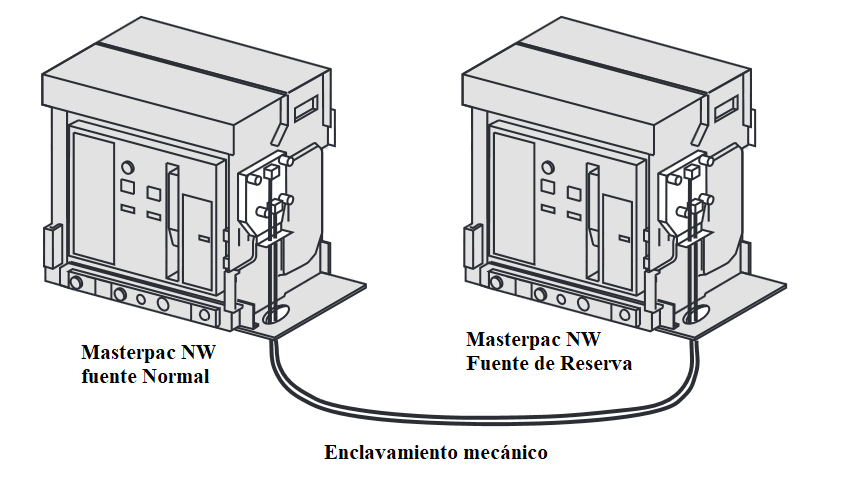 Masterpac NW
fuente Normal
Masterpac NW
Fuente de Reserva
Enclavamiento mecánico